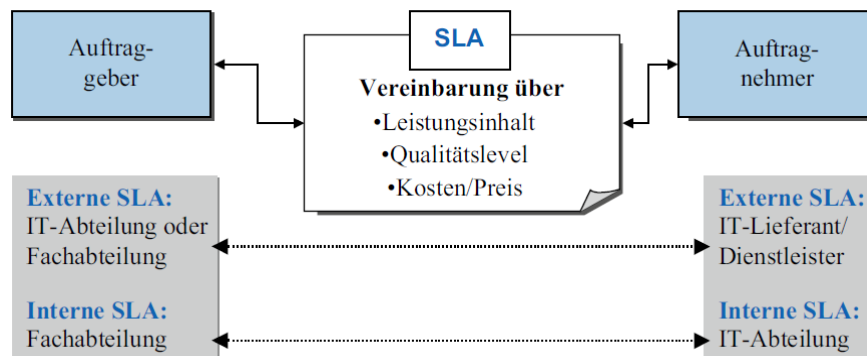 Auftrag-
geber
SLA
Vereinbarung über
•Leistungsinhalt
•Qualitätslevel
•Kosten/Preis
Auftrag-
nehmer
Externe SLA:
IT-Abteilung oder
Fachabteilung
Interne SLA:
Fachabteilung
Externe SLA:
IT-Lieferant/
Dienstleister
Interne SLA:
IT-Abteilung